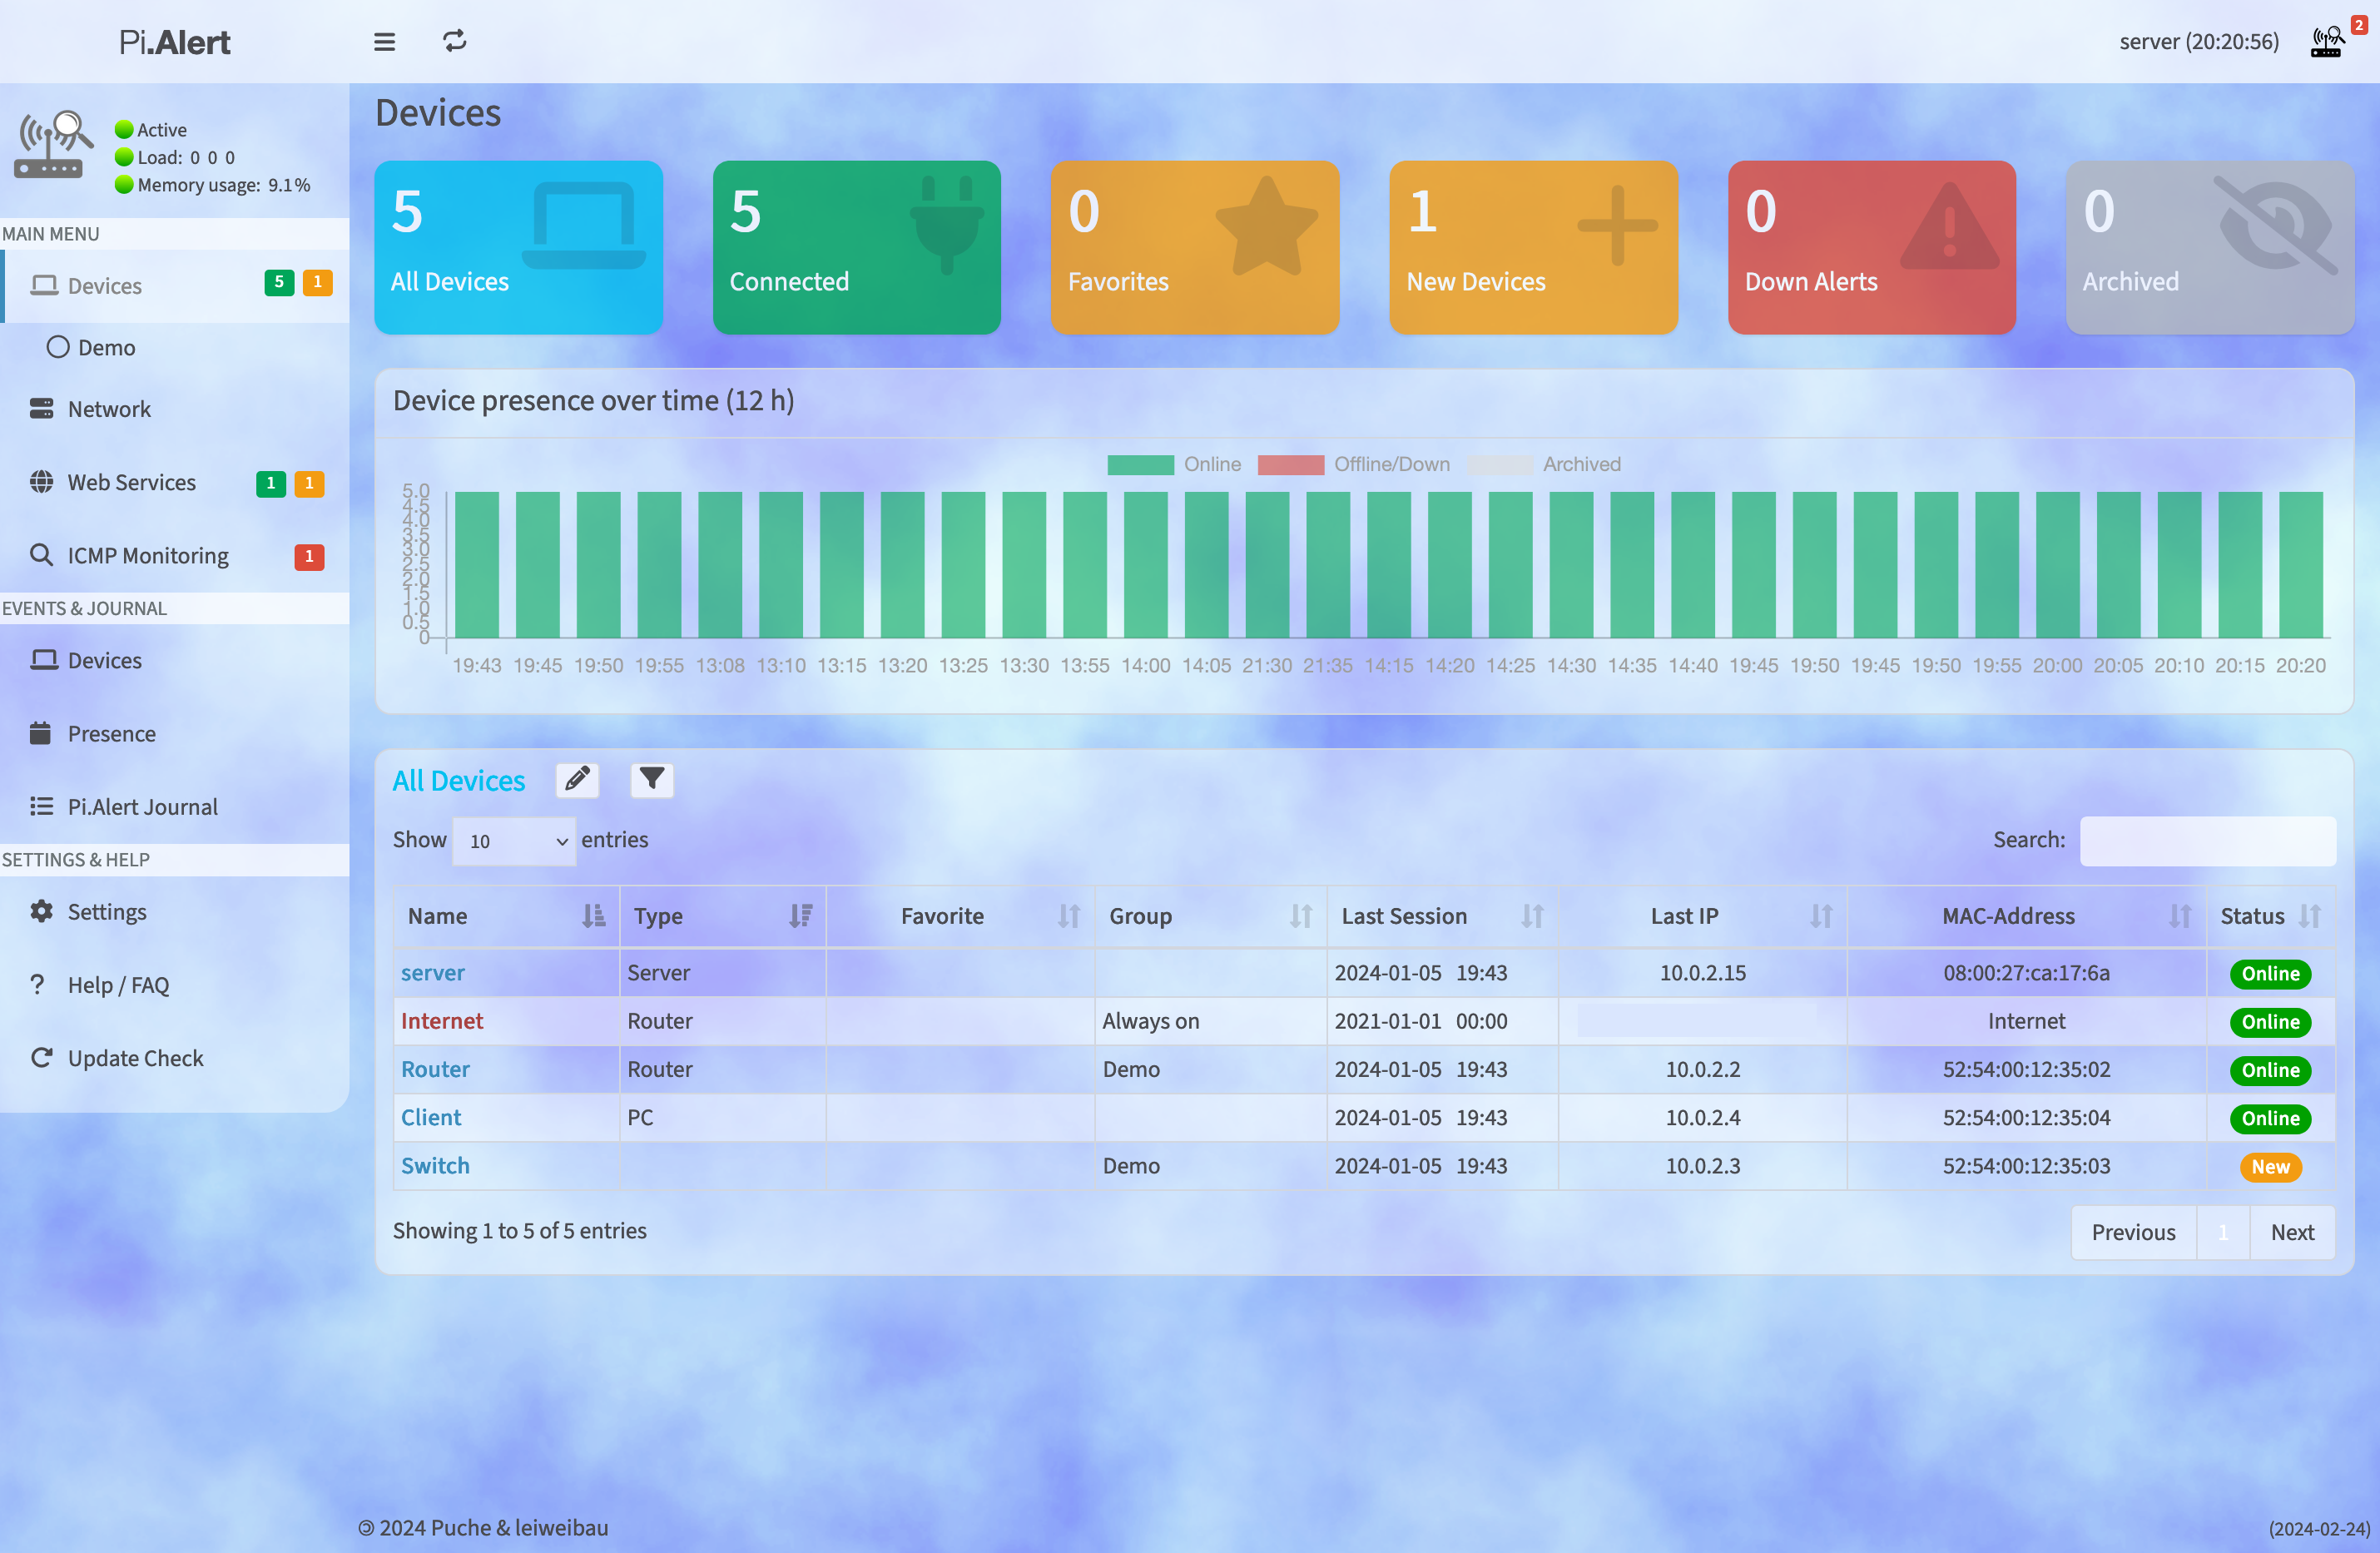 Pi.Alert
server (20:20:56)
2
Active
Load: 0 0 0
Memory usage: 9.1%
MAIN MENU
Devices 5 1
Demo
Network
Web Services 1 1
ICMP Monitoring 1
EVENTS & JOURNAL
Devices
Presence
Pi.Alert Journal
SETTINGS & HELP
Settings
? Help / FAQ
Update Check
Devices
5
All Devices
5
Connected
0
Favorites
1
New Devices
0
Down Alerts
0
Archived
Device presence over time (12 h)
Online Offline/Down Archived
5.0
4.5
4.0
3.5
3.0
2.5
2.0
1.5
1.0
0.5
0
19:43 19:45 19:50 19:55 13:08 13:10 13:15 13:20 13:25 13:30 13:55 14:00 14:05 21:30 21:35 14:15 14:20 14:25 14:30 14:35 14:40 19:45 19:50 19:45 19:50 19:55 20:00 20:05 20:10 20:15 20:20
All Devices
Show 10 entries
Search:
Name Type Favorite Group Last Session Last IP MAC-Address Status
server Server 2024-01-05 19:43 10.0.2.15 08:00:27:ca:17:6a Online
Internet Router Always on 2021-01-01 00:00 Internet Online
Router Router Demo 2024-01-05 19:43 10.0.2.2 52:54:00:12:35:02 Online
Client PC 2024-01-05 19:43 10.0.2.4 52:54:00:12:35:04 Online
Switch Demo 2024-01-05 19:43 10.0.2.3 52:54:00:12:35:03 New
Showing 1 to 5 of 5 entries
Previous 1 Next
🄯 2024 Puche & leiweibau
(2024-02-24)